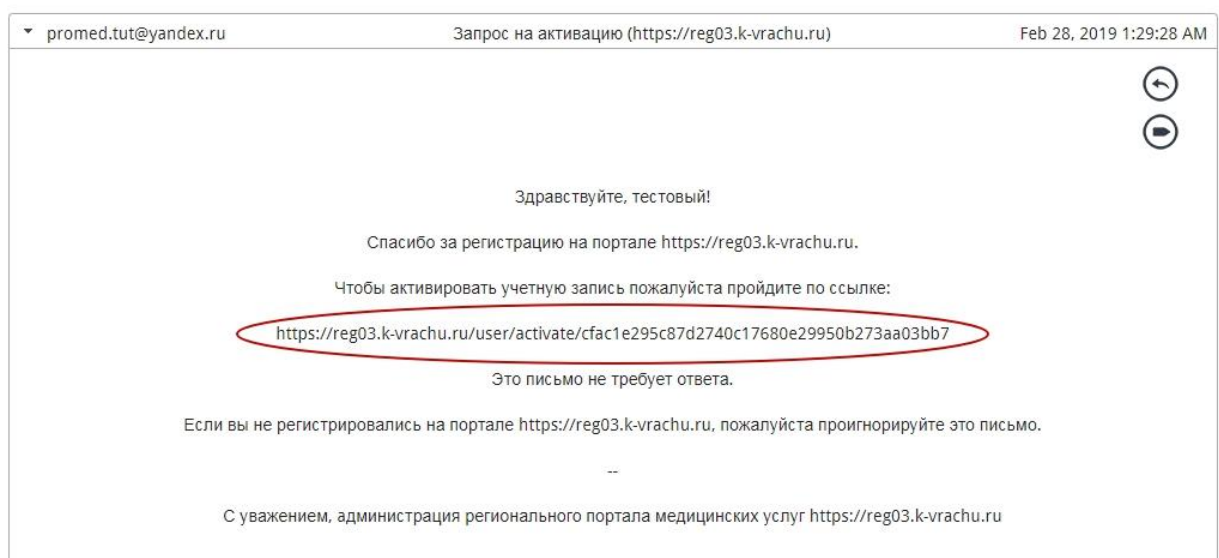 promed.tut@yandex.ru Запрос на активацию (https://reg03.k-vrachu.ru) Feb 28, 2019 1:29:28 AM
Здравствуйте, тестовый!
Спасибо за регистрацию на портале https://reg03.k-vrachu.ru.
Чтобы активировать учетную запись пожалуйста пройдите по ссылке:
https://reg03.k-vrachu.ru/user/activate/cfac1e295c87d2740c17680e29950b273aa03bb7
Это письмо не требует ответа.
Если вы не регистрировались на портале https://reg03.k-vrachu.ru, пожалуйста проигнорируйте это письмо.
--
С уважением, администрация регионального портала медицинских услуг https://reg03.k-vrachu.ru